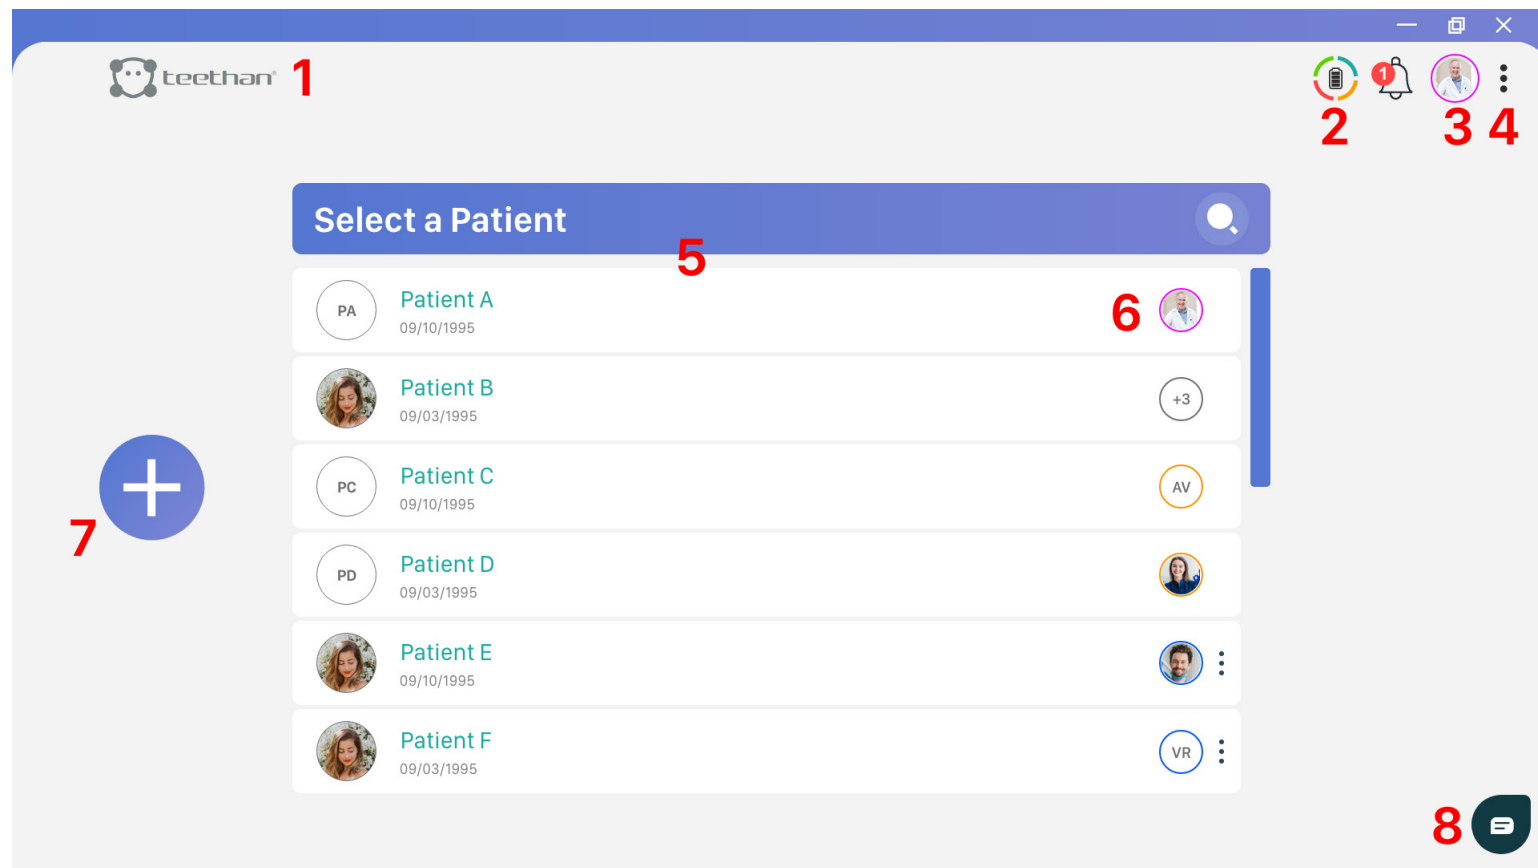 teethan
1
1
2
3
4
Select a Patient
5
PA
Patient A
09/10/1995
6
Patient B
09/03/1995
+3
PC
Patient C
09/10/1995
AV
7
PD
Patient D
09/03/1995
Patient E
09/10/1995
Patient F
09/03/1995
VR
8